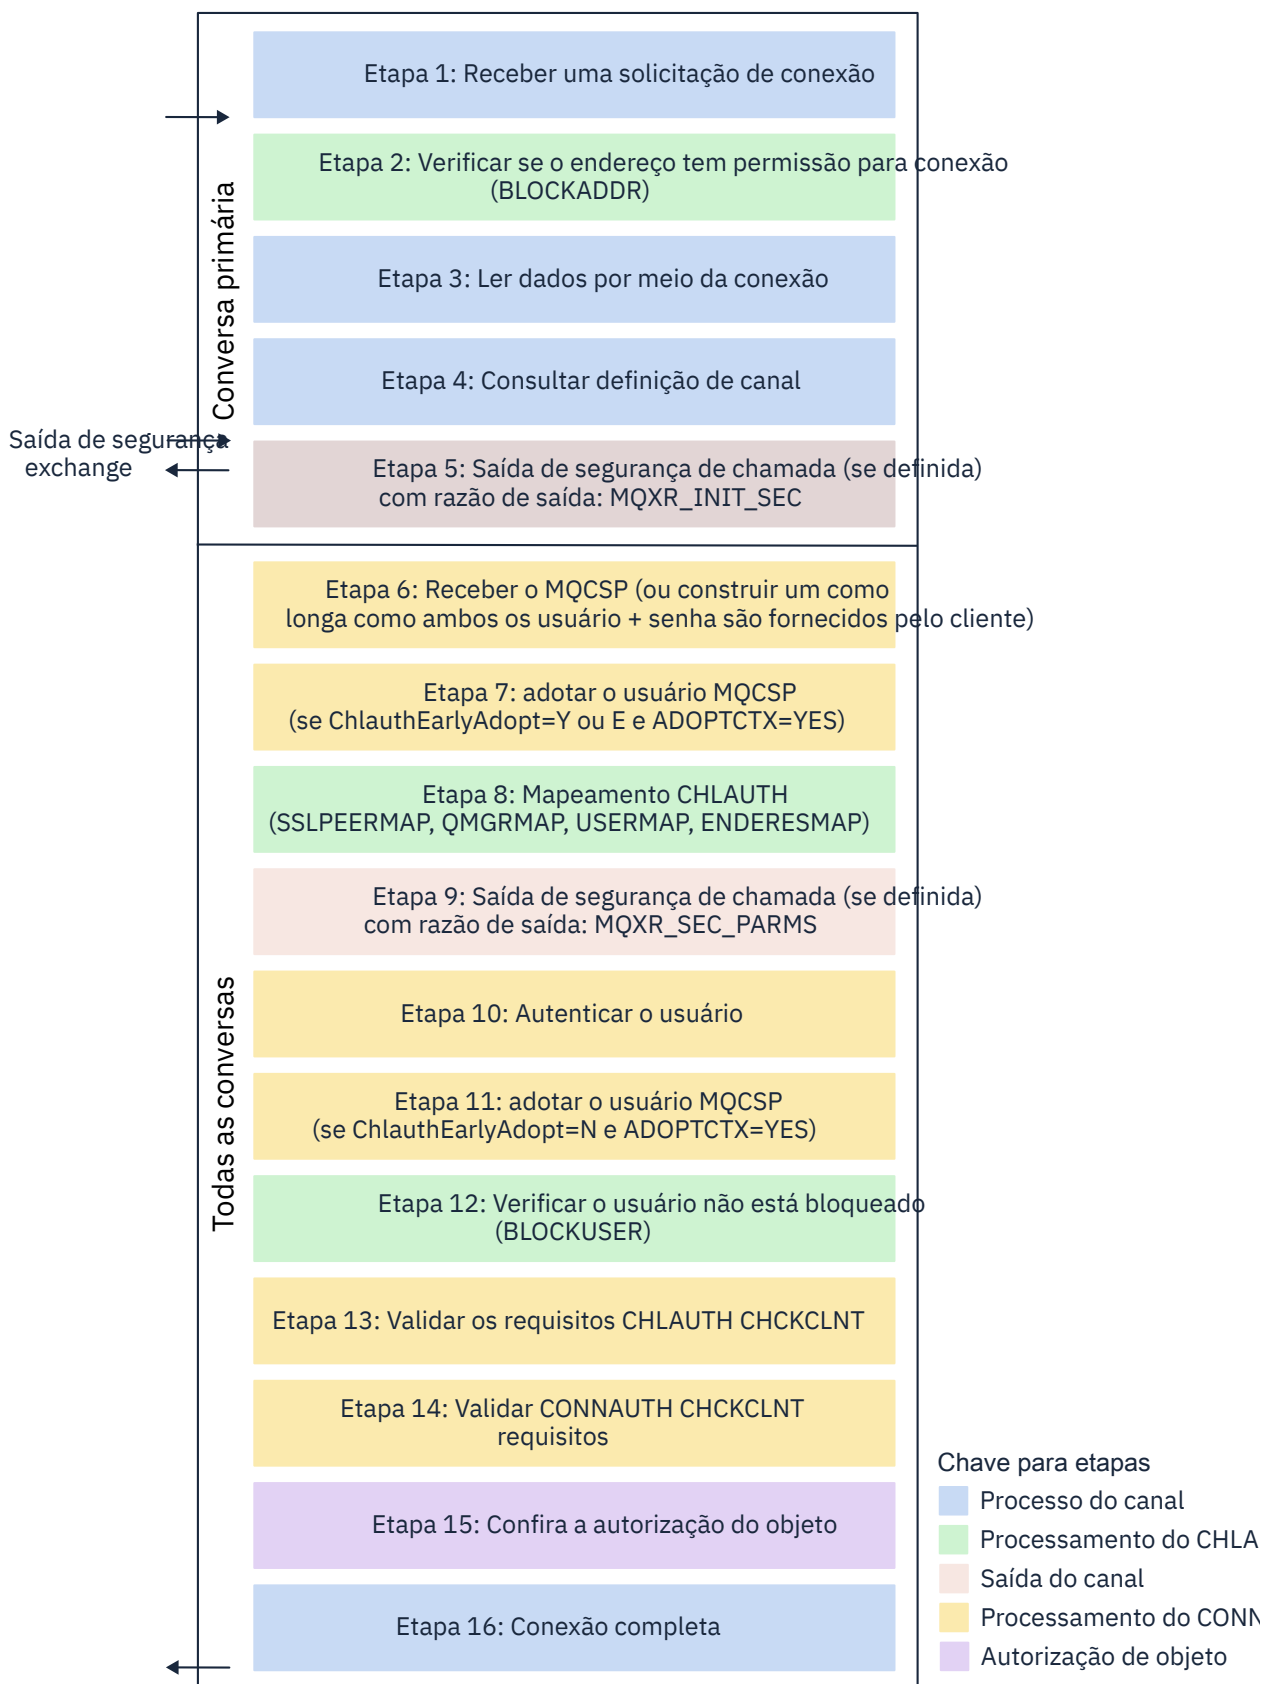 Etapa 1: Receber uma solicitação de conexão
Etapa 2: Verificar se o endereço tem permissão para conexão
(BLOCKADDR)
Etapa 3: Ler dados por meio da conexão
Etapa 4: Consultar definição de canal
Conversa primária
Saída de segurança
exchange
Etapa 5: Saída de segurança de chamada (se definida)
com razão de saída: MQXR_INIT_SEC
Etapa 6: Receber o MQCSP (ou construir um como
longa como ambos os usuário + senha são fornecidos pelo cliente)
Etapa 7: adotar o usuário MQCSP
(se ChlauthEarlyAdopt=Y ou E e ADOPTCTX=YES)
Etapa 8: Mapeamento CHLAUTH
(SSLPEERMAP, QMGRMAP, USERMAP, ENDERESMAP)
Etapa 9: Saída de segurança de chamada (se definida)
com razão de saída: MQXR_SEC_PARMS
Etapa 10: Autenticar o usuário
Todas as conversas
Etapa 11: adotar o usuário MQCSP
(se ChlauthEarlyAdopt=N e ADOPTCTX=YES)
Etapa 12: Verificar o usuário não está bloqueado
(BLOCKUSER)
Etapa 13: Validar os requisitos CHLAUTH CHCKCLNT
Etapa 14: Validar CONNAUTH CHCKCLNT
requisitos
Etapa 15: Confira a autorização do objeto
Etapa 16: Conexão completa
Chave para etapas
Processo do canal
Processamento do CHLA
Saída do canal
Processamento do CONN
Autorização de objeto